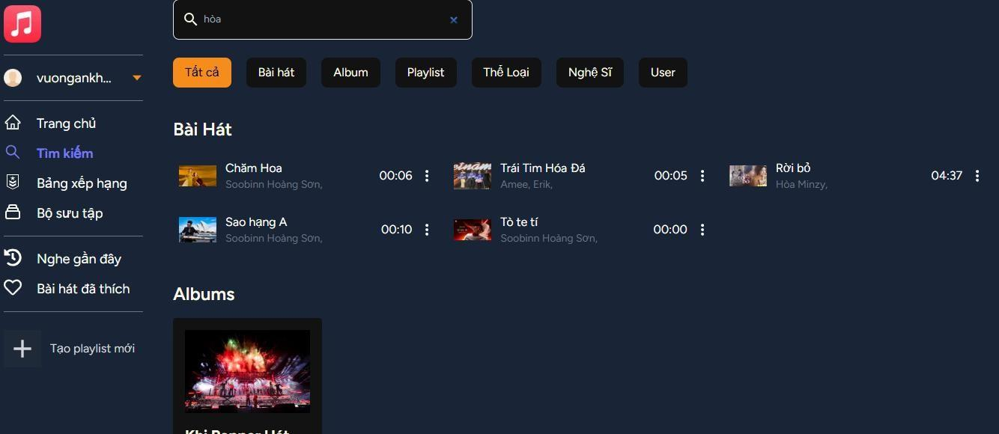 hòa
vuongankh...
Tất cả
Bài hát
Album
Playlist
Thể Loại
Nghệ Sĩ
User
Trang chủ
Tìm kiếm
Bảng xếp hạng
Bộ sưu tập
Nghe gần đây
Bài hát đã thích
Tạo playlist mới
Bài Hát
Chăm Hoa
00:06
Soobinn Hoàng Sơn,
Trái Tim Hóa Đá
00:05
Amee, Erik,
Rời bỏ
04:37
Hòa Minzy,
Sao hạng A
00:10
Soobinn Hoàng Sơn,
Tò te tí
00:00
Soobinn Hoàng Sơn,
Albums
Khi Rapper Hát